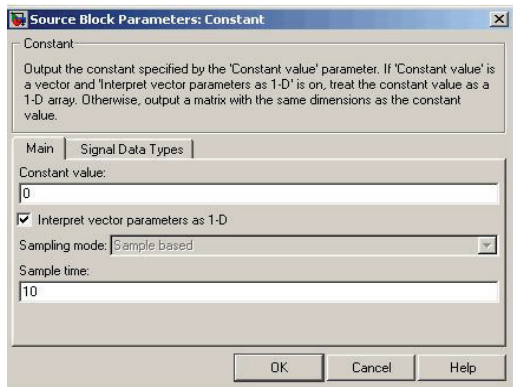 Source Block Parameters: Constant
Constant
Output the constant specified by the 'Constant value' parameter. If 'Constant value' is
a vector and 'Interpret vector parameters as 1-D' is on, treat the constant value as a
1-D array. Otherwise, output a matrix with the same dimensions as the constant
value.
Main Signal Data Types
Constant value:
0
Interpret vector parameters as 1-D
Sampling mode: Sample based
Sample time:
10
OK Cancel Help